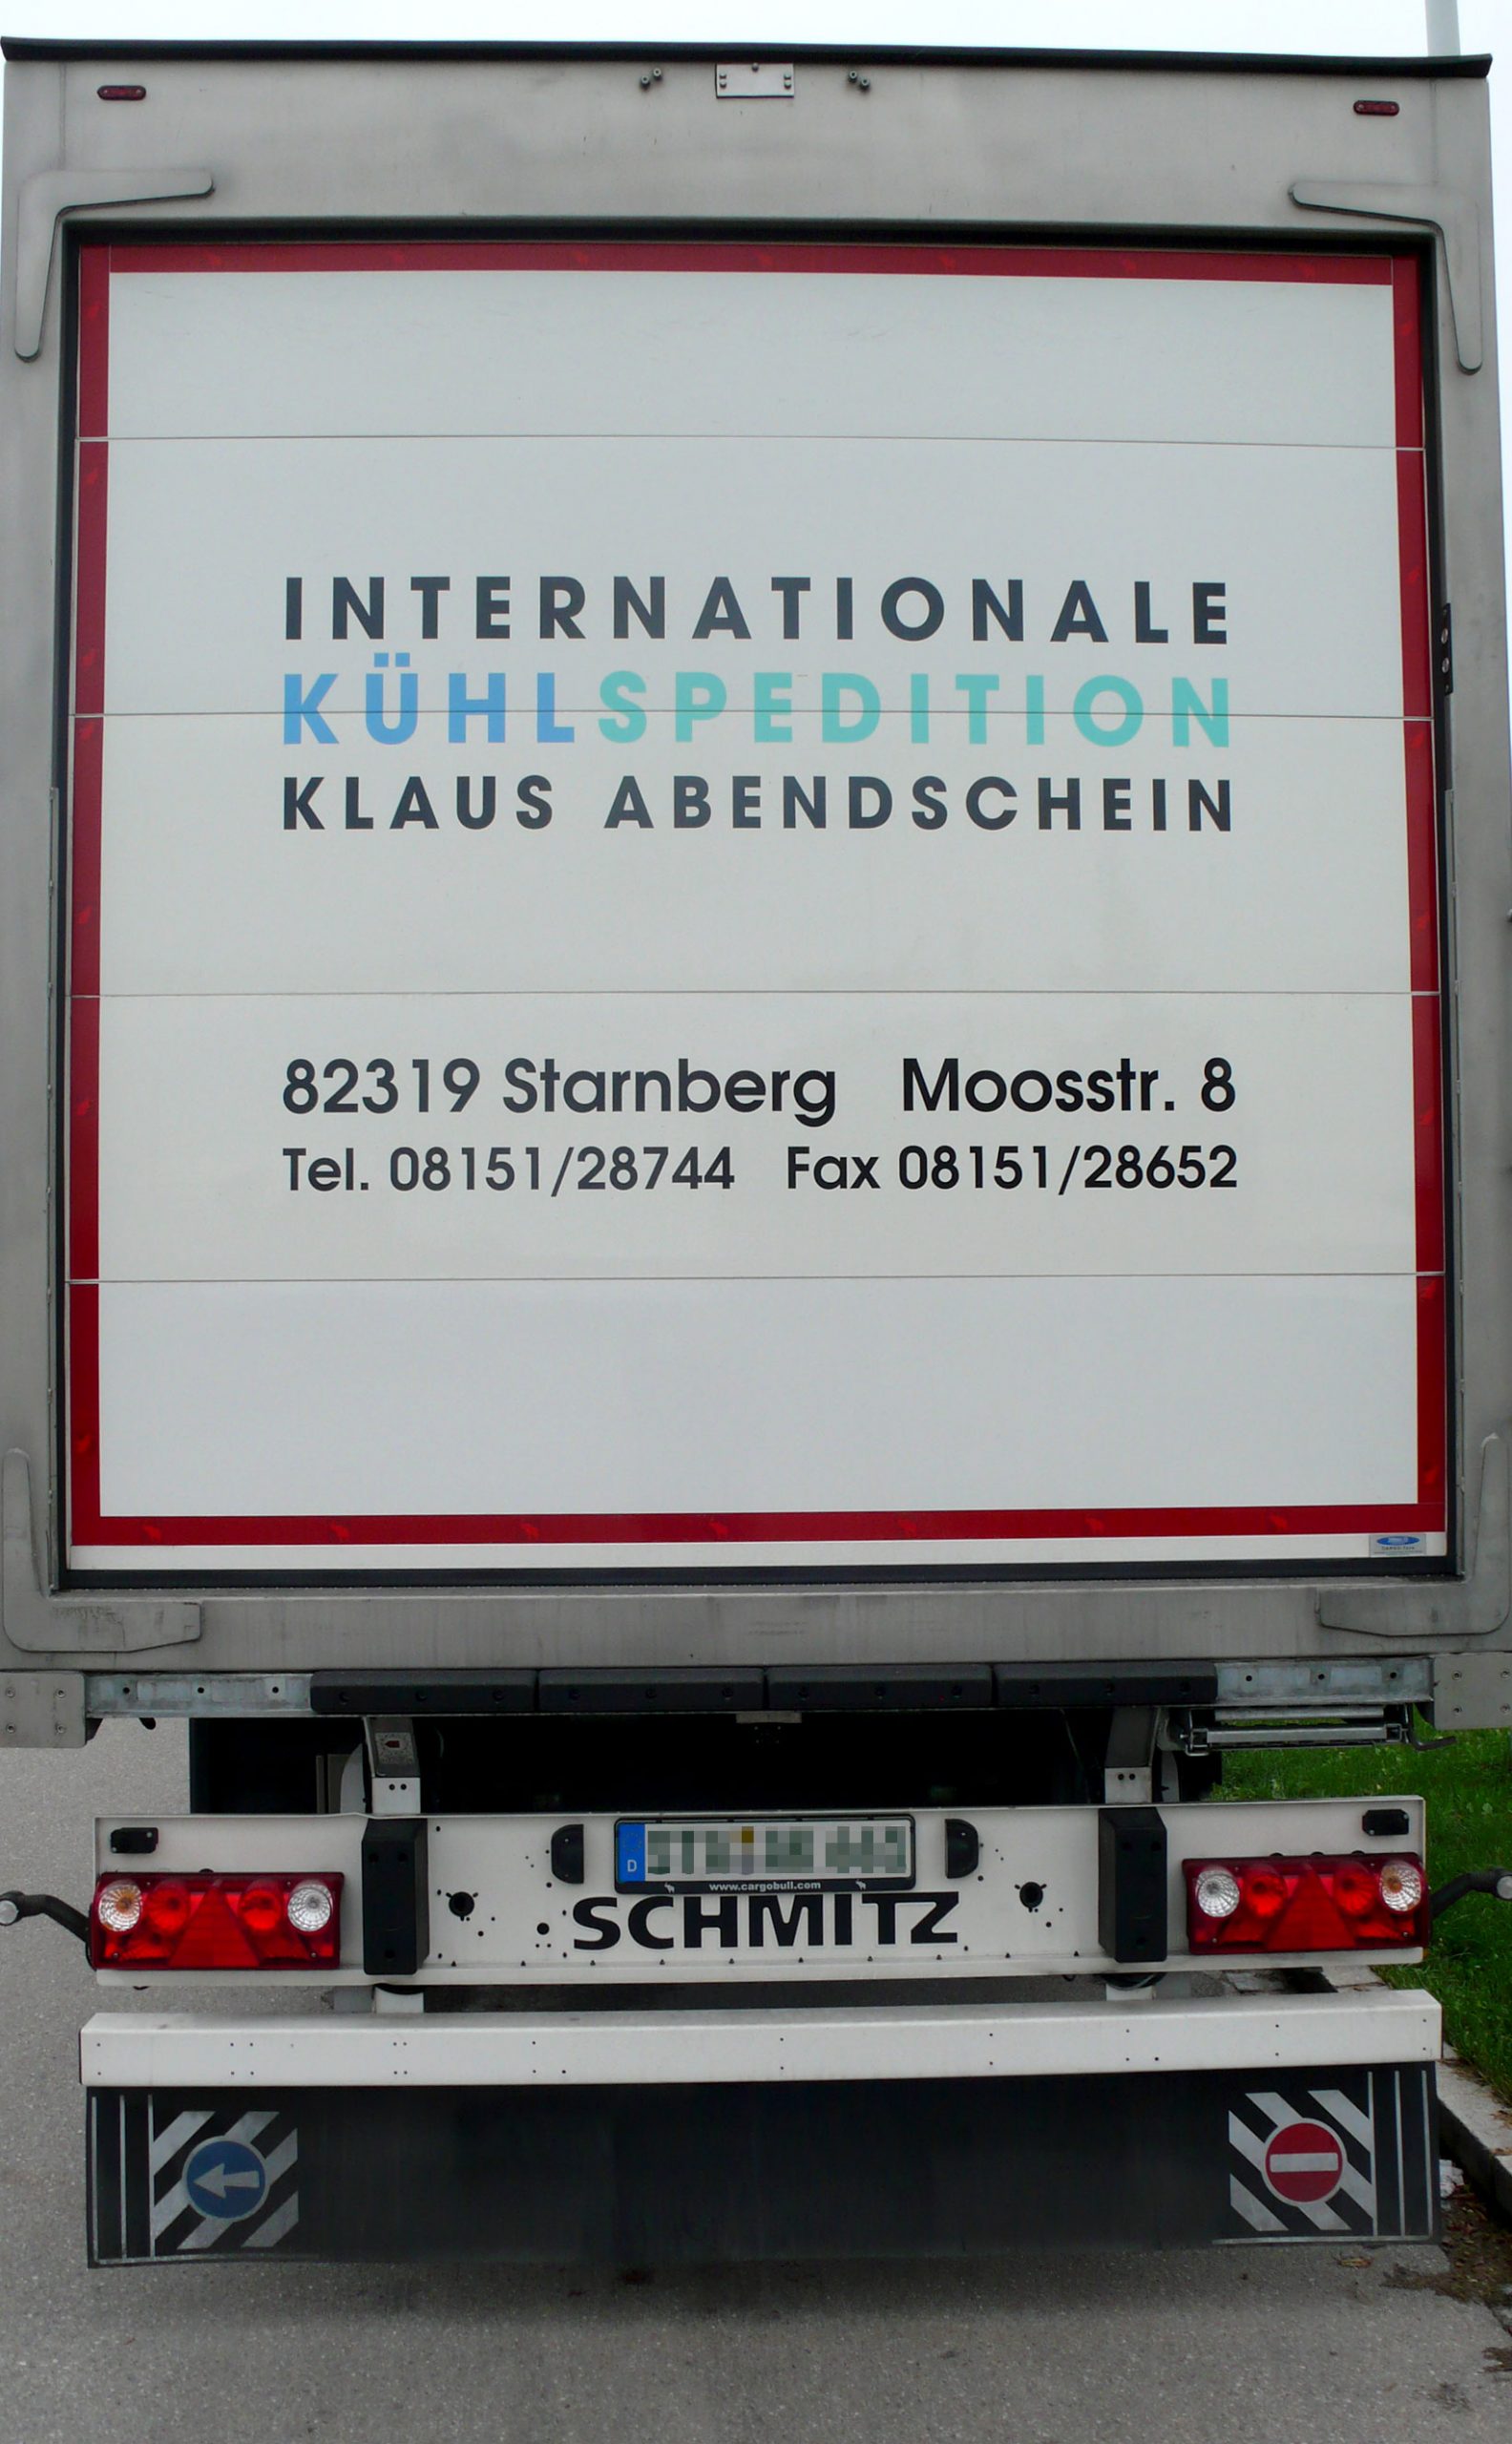 INTERNATIONALE
KÜHLSPEDITION
KLAUS ABENDSCHEIN
82319 Starnberg Moosstr. 8
Tel. 08151/28744 Fax 08151/28652
D
www.cargobull.com
SCHMITZ